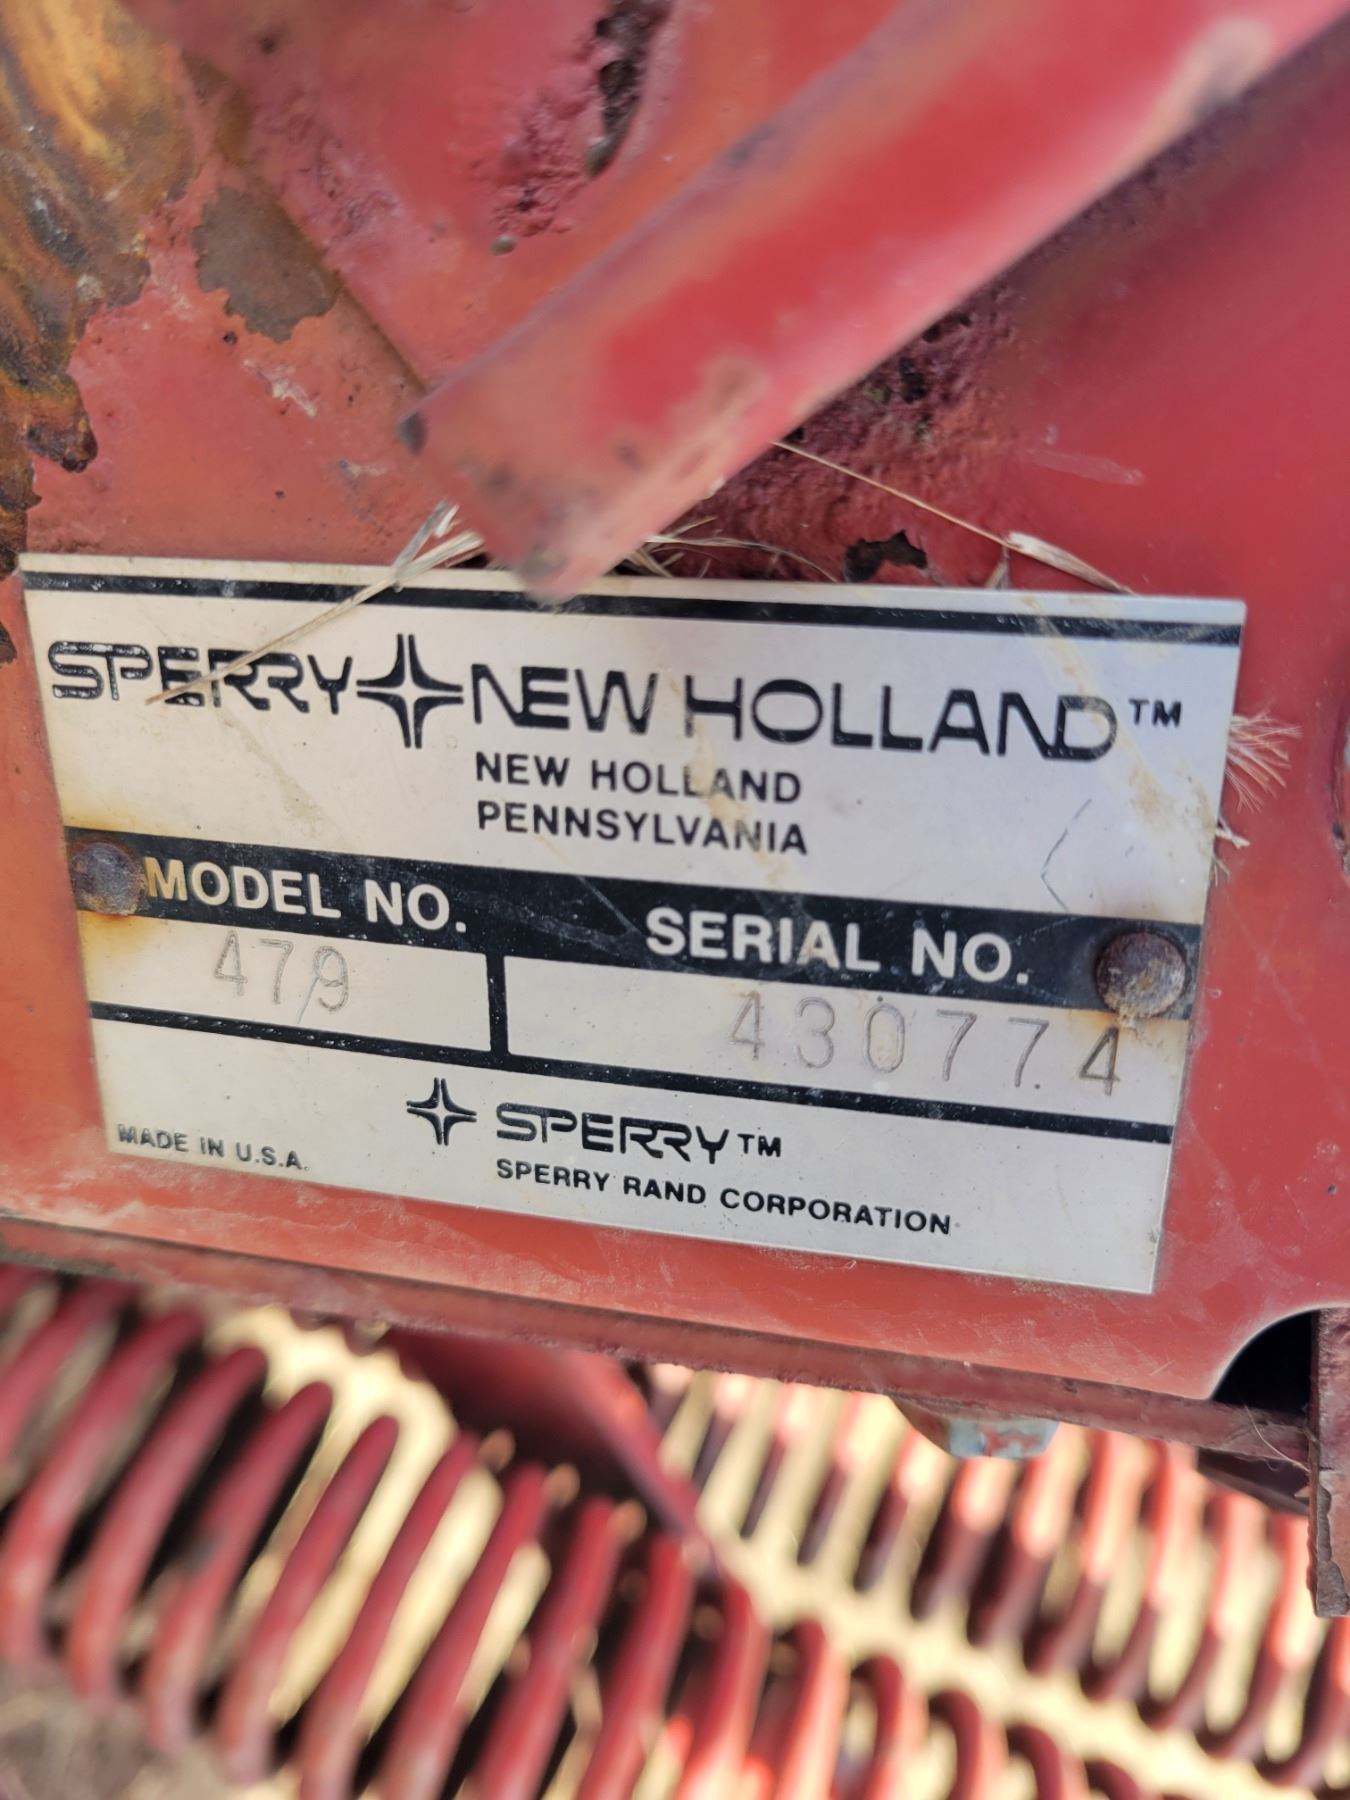 SPERRY NEW HOLLAND™
NEW HOLLAND
PENNSYLVANIA
MODEL NO.
SERIAL NO.
479
430774
SPERRY™
MADE IN U.S.A.
SPERRY RAND CORPORATION